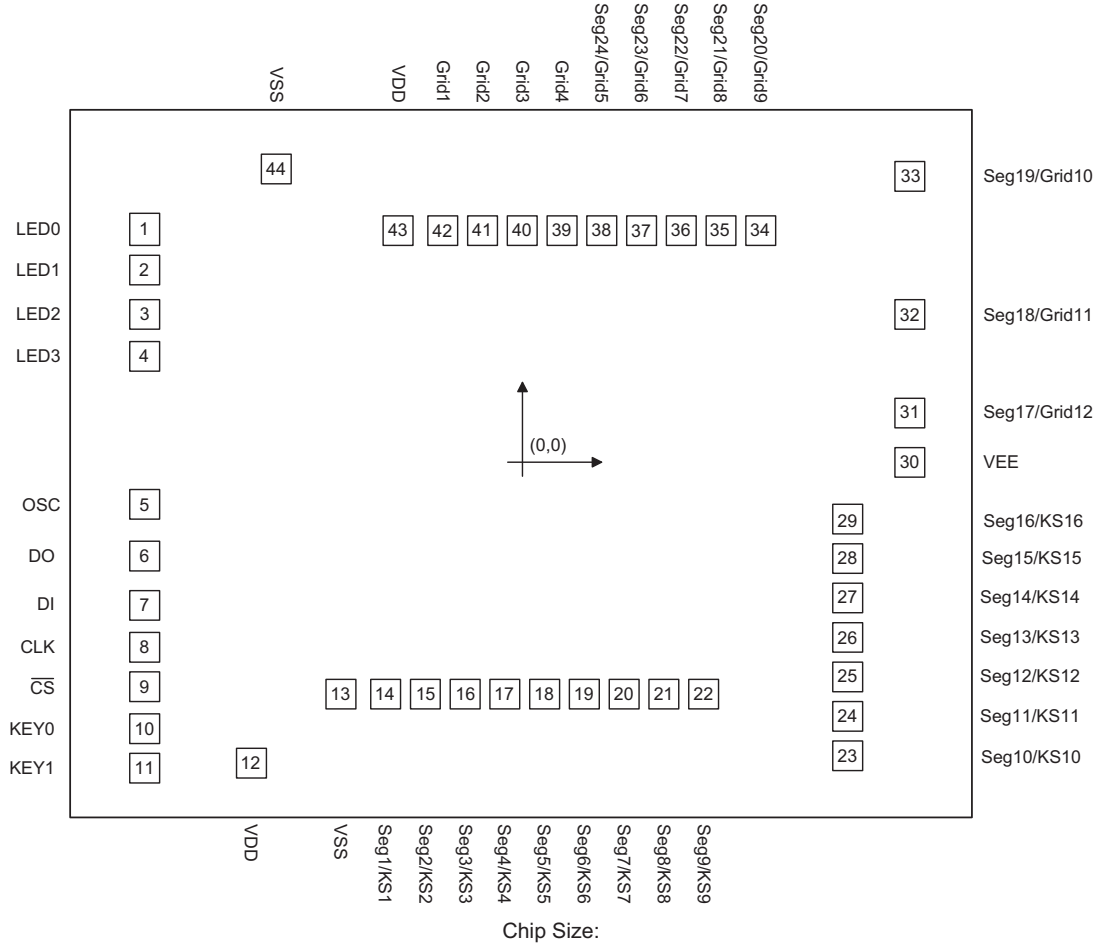 VSS
VDD
Grid1
Grid2
Grid3
Grid4
Seg24/Grid5
Seg23/Grid6
Seg22/Grid7
Seg21/Grid8
Seg20/Grid9
44
33
Seg19/Grid10
LED0
1
43
42
41
40
39
38
37
36
35
34
LED1
2
LED2
3
32
Seg18/Grid11
LED3
4
31
Seg17/Grid12
(0,0)
30
VEE
OSC
5
29
Seg16/KS16
DO
6
28
Seg15/KS15
DI
7
27
Seg14/KS14
CLK
8
26
Seg13/KS13
CS
9
13
14
15
16
17
18
19
20
21
22
25
Seg12/KS12
KEY0
10
24
Seg11/KS11
KEY1
11
12
23
Seg10/KS10
VDD
VSS
Seg1/KS1
Seg2/KS2
Seg3/KS3
Seg4/KS4
Seg5/KS5
Seg6/KS6
Seg7/KS7
Seg8/KS8
Seg9/KS9
Chip Size: